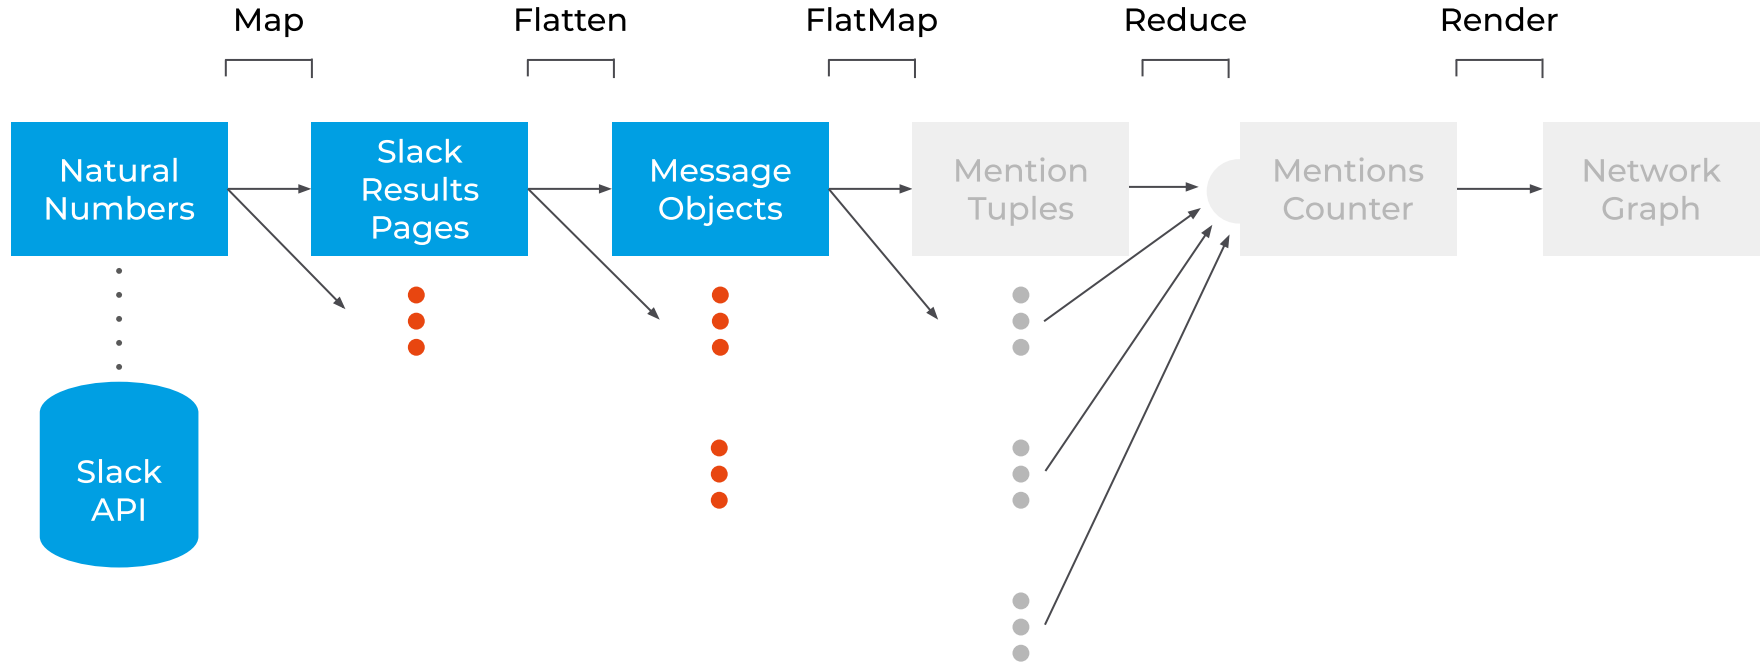 Map
Flatten
FlatMap
Reduce
Render
Natural
Numbers
Slack
Results
Pages
Message
Objects
Mention
Tuples
Mentions
Counter
Network
Graph
Slack
API